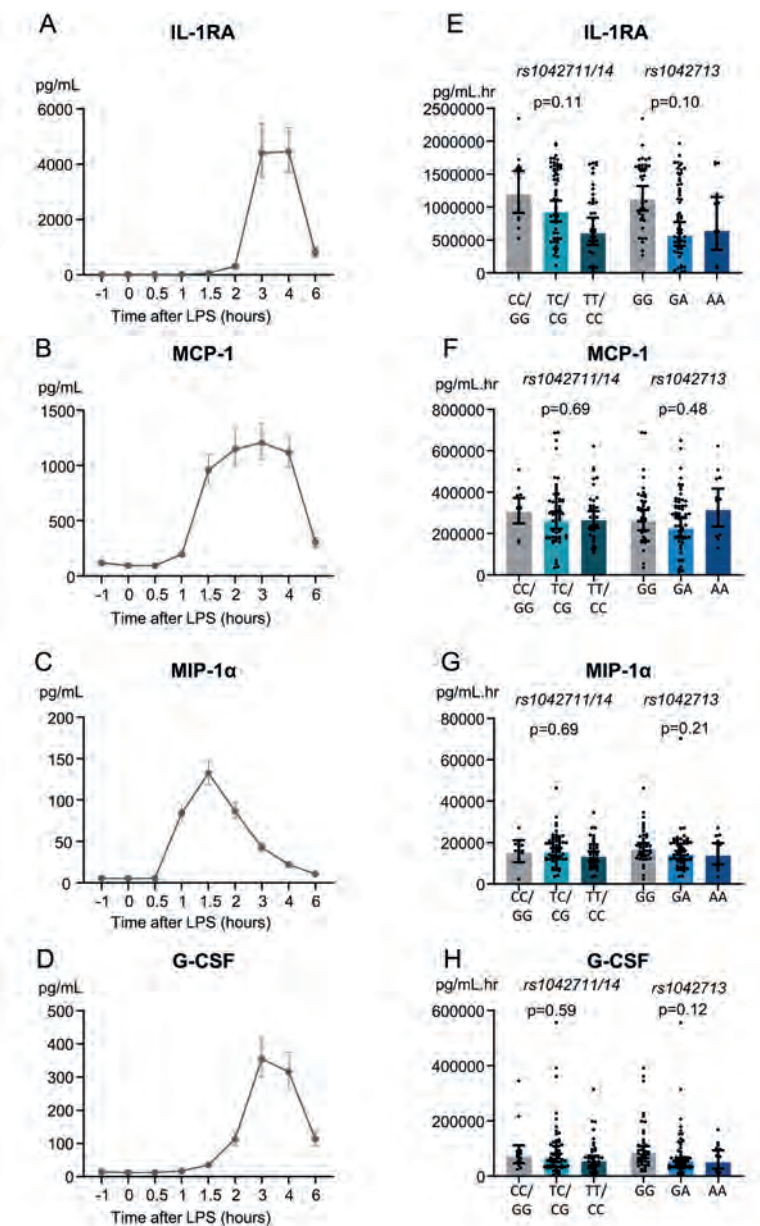 A
IL-1RA
pg/mL
6000
4000
2000
0
-1 0 0.5 1 1.5 2 3 4 6
Time after LPS (hours)
B
MCP-1
pg/mL
1500
1000
500
0
-1 0 0.5 1 1.5 2 3 4 6
Time after LPS (hours)
C
MIP-1α
pg/mL
200
150
100
50
0
-1 0 0.5 1 1.5 2 3 4 6
Time after LPS (hours)
D
G-CSF
pg/mL
500
400
300
200
100
0
-1 0 0.5 1 1.5 2 3 4 6
Time after LPS (hours)
E
IL-1RA
rs1042711/14 rs1042713
pg/mL.hr
p=0.11 p=0.10
2500000
2000000
1500000
1000000
500000
0
CC/ TC/ TT/ GG GA AA
GG CG CC
F
MCP-1
pg/mL.hr
rs1042711/14 rs1042713
p=0.69 p=0.48
800000
600000
400000
200000
0
CC/ TC/ TT/ GG GA AA
GG CG CC
G
MIP-1α
pg/mL.hr
rs1042711/14 rs1042713
p=0.69 p=0.21
80000
60000
40000
20000
0
CC/ TC/ TT/ GG GA AA
GG CG CC
H
G-CSF
pg/mL.hr
rs1042711/14 rs1042713
p=0.59 p=0.12
600000
400000
200000
0
CC/ TC/ TT/ GG GA AA
GG CG CC